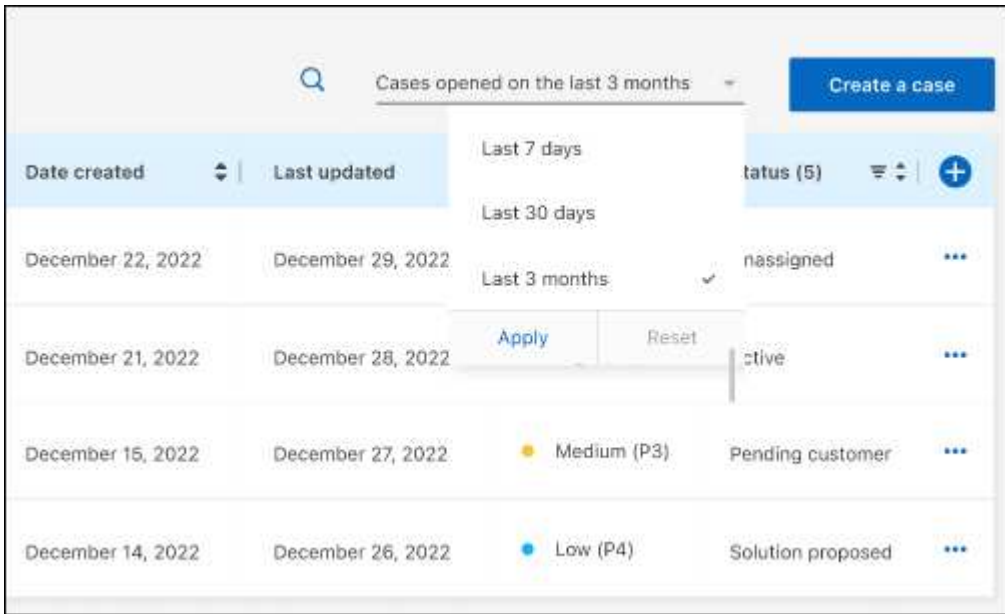 Cases opened on the last 3 months
Create a case
Last 7 days
Last 30 days
Last 3 months
Apply Reset
Date created Last updated tatus (5)
December 22, 2022 December 29, 2022 nassigned
December 21, 2022 December 28, 2022 ctive
December 15, 2022 December 27, 2022 Medium (P3) Pending customer
December 14, 2022 December 26, 2022 Low (P4) Solution proposed